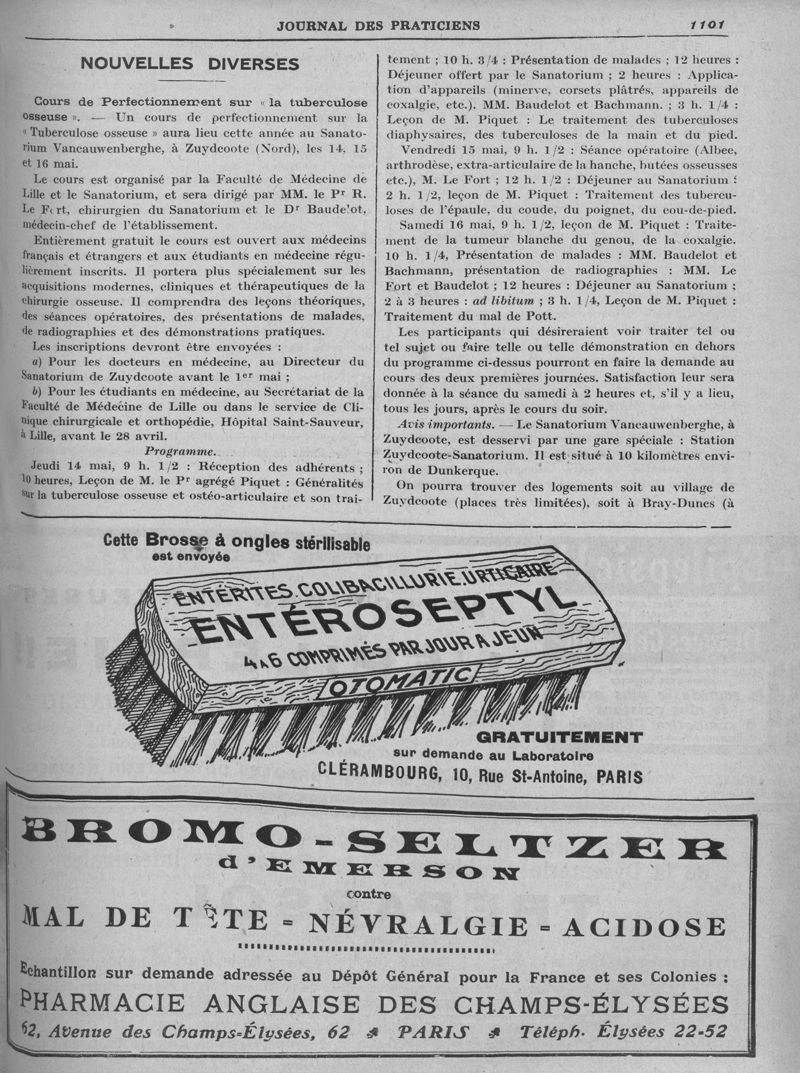 JOURNAL DES PRATICIENS
1101
NOUVELLES DIVERSES
Cours de Perfectionnement sur « la tuberculose
osseuse ». — Un cours de perfectionnement sur la
« Tuberculose osseuse » aura lieu cette année au Sanato-
rium Vancauwenberghe, à Zuydcoote (Nord), les 14, 15
et 16 mai.
Le cours est organisé par la Faculté de Médecine de
Lille et le Sanatorium, et sera dirigé par MM. le Pr R.
Le Fort, chirurgien du Sanatorium et le Dr Baudelot,
médecin-chef de l'établissement.
Entièrement gratuit le cours est ouvert aux médecins
français et étrangers et aux étudiants en médecine régu-
lièrement inscrits. Il portera plus spécialement sur les
acquisitions modernes, cliniques et thérapeutiques de la
chirurgie osseuse. Il comprendra des leçons théoriques,
des séances opératoires, des présentations de malades,
de radiographies et des démonstrations pratiques.
Les inscriptions devront être envoyées :
a) Pour les docteurs en médecine, au Directeur du
Sanatorium de Zuydcoote avant le 1er mai ;
b) Pour les étudiants en médecine, au Secrétariat de la
Faculté de Médecine de Lille ou dans le service de Cli-
nique chirurgicale et orthopédie, Hôpital Saint-Sauveur,
à Lille, avant le 28 avril.
Programme.
Jeudi 14 mai, 9 h. 1/2 : Réception des adhérents ;
10 heures, Leçon de M. le Pr agrégé Piquet : Généralités
sur la tuberculose osseuse et ostéo-articulaire et son trai-
tement ; 10 h. 3/4 : Présentation de malades ; 12 heures :
Déjeuner offert par le Sanatorium ; 2 heures : Applica-
tion d'appareils (minerve, corsets plâtrés, appareils de
coxalgie, etc.). MM. Baudelot et Bachmann. ; 3 h. 1/4 :
Leçon de M. Piquet : Le traitement des tuberculoses
diaphysaires, des tuberculoses de la main et du pied.
Vendredi 15 mai, 9 h. 1/2 : Séance opératoire (Albee,
arthrodèse, extra-articulaire de la hanche, butées osseusses
etc.), M. Le Fort ; 12 h. 1/2 : Déjeuner au Sanatorium :
2 h. 1/2, leçon de M. Piquet : Traitement des tubercu-
loses de l'épaule, du coude, du poignet, du cou-de-pied.
Samedi 16 mai, 9 h. 1/2, leçon de M. Piquet : Traite-
ment de la tumeur blanche du genou, de la coxalgie.
10 h. 1/4, Présentation de malades : MM. Baudelot et
Bachmann, présentation de radiographies : MM. Le
Fort et Baudelot ; 12 heures : Déjeuner au Sanatorium ;
2 à 3 heures : ad libitum ; 3 h. 1/4, Leçon de M. Piquet :
Traitement du mal de Pott.
Les participants qui désireraient voir traiter tel ou
tel sujet ou faire telle ou telle démonstration en dehors
du programme ci-dessus pourront en faire la demande au
cours des deux premières journées. Satisfaction leur sera
donnée à la séance du samedi à 2 heures et, s'il y a lieu,
tous les jours, après le cours du soir.
Avis importants. — Le Sanatorium Vancauwenberghe, à
Zuydcoote, est desservi par une gare spéciale : Station
Zuydcoote-Sanatorium. Il est situé à 10 kilomètres envi-
ron de Dunkerque.
On pourra trouver des logements soit au village de
Zuydcoote (places très limitées), soit à Bray-Dunes (à
Cette Brosse à ongles stérilisable
est envoyée
ENTÉRITES.COLIBACILLURIE.URTICAIRE
ENTÉROSEPTYL
4 A 6 COMPRIMÉS PAR JOUR A JEUN
OTOMATIC
GRATUITEMENT
sur demande au Laboratoire
CLÉRAMBOURG, 10, Rue St-Antoine, PARIS
BROMO-SELTZER
d'EMERSON
contre
MAL DE TÊTE = NÉVRALGIE = ACIDOSE
Echantillon sur demande adressée au Dépôt Général pour la France et ses Colonies :
PHARMACIE ANGLAISE DES CHAMPS-ÉLYSÉES
62, Avenue des Champs-Élysées, 62 PARIS Téléph. Élysées 22-52